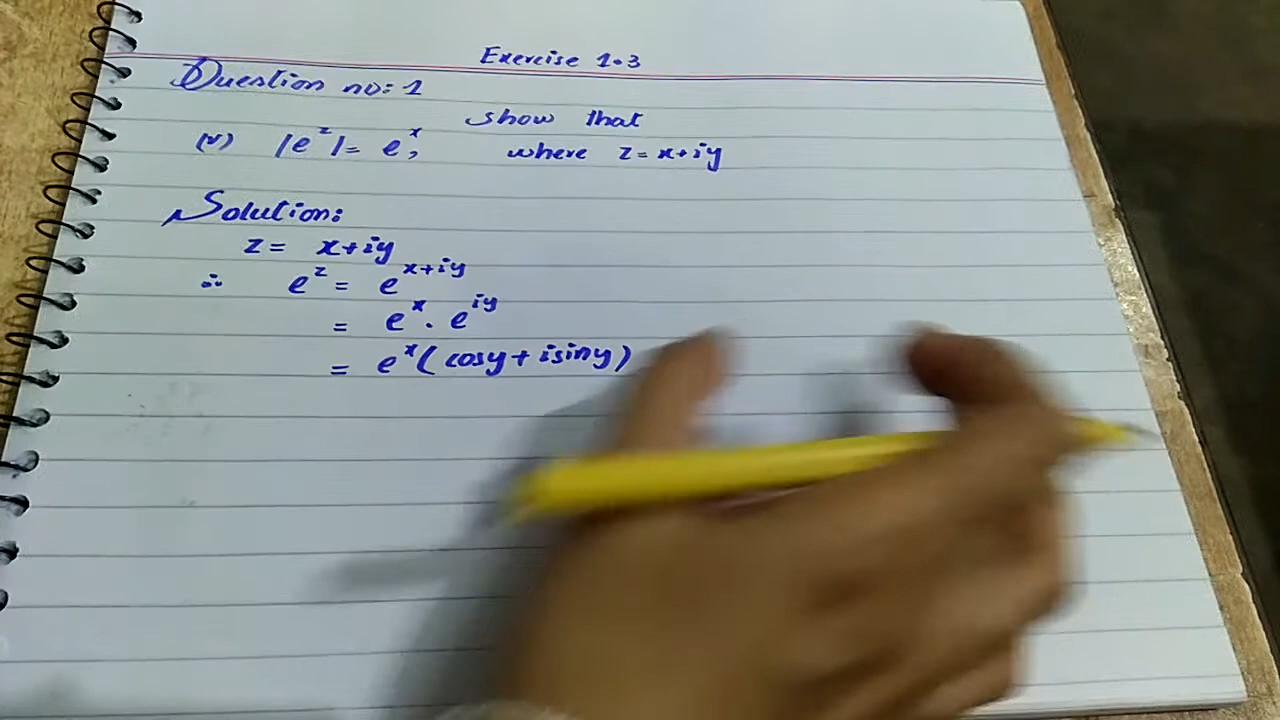 Exercise 1.3
Question no: 1
show that
(v) |e^z| = e^x, where z = x+iy
Solution:
z = x+iy
∴ e^z = e^x+iy
= e^x . e^iy
= e^x (cosy + isiny)